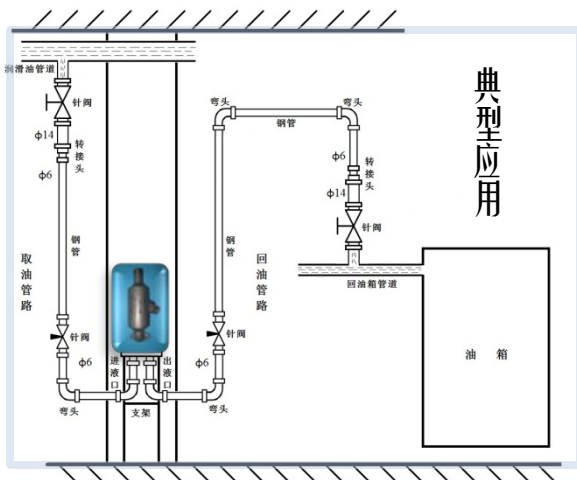 润滑油管道
针阀
ф14
转接头
ф6
钢管
取油管路
针阀
ф6
弯头
进液口
出液口
支架
弯头
ф6
针阀
钢管
回油管路
弯头
钢管
弯头
ф6
转接头
ф14
针阀
回油箱管道
油 箱
典型应用